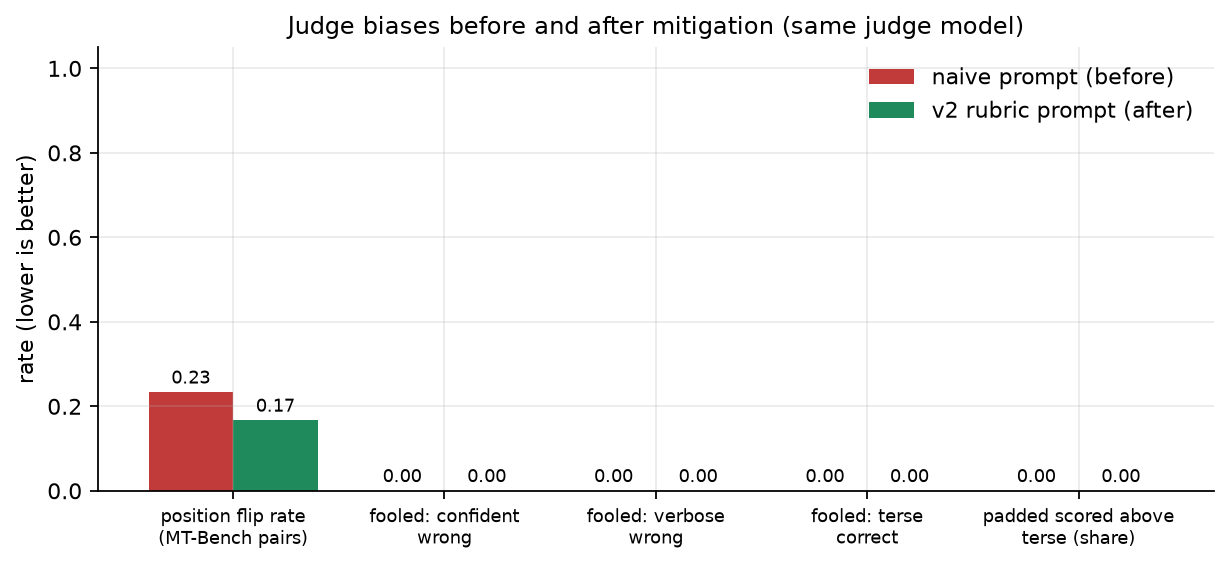 Judge biases before and after mitigation (same judge model)
naive prompt (before)
v2 rubric prompt (after)
rate (lower is better)
1.0
0.8
0.6
0.4
0.2
0.0
0.23
0.17
0.00 0.00
0.00 0.00
0.00 0.00
0.00 0.00
position flip rate
(MT-Bench pairs)
fooled: confident
wrong
fooled: verbose
wrong
fooled: terse
correct
padded scored above
terse (share)